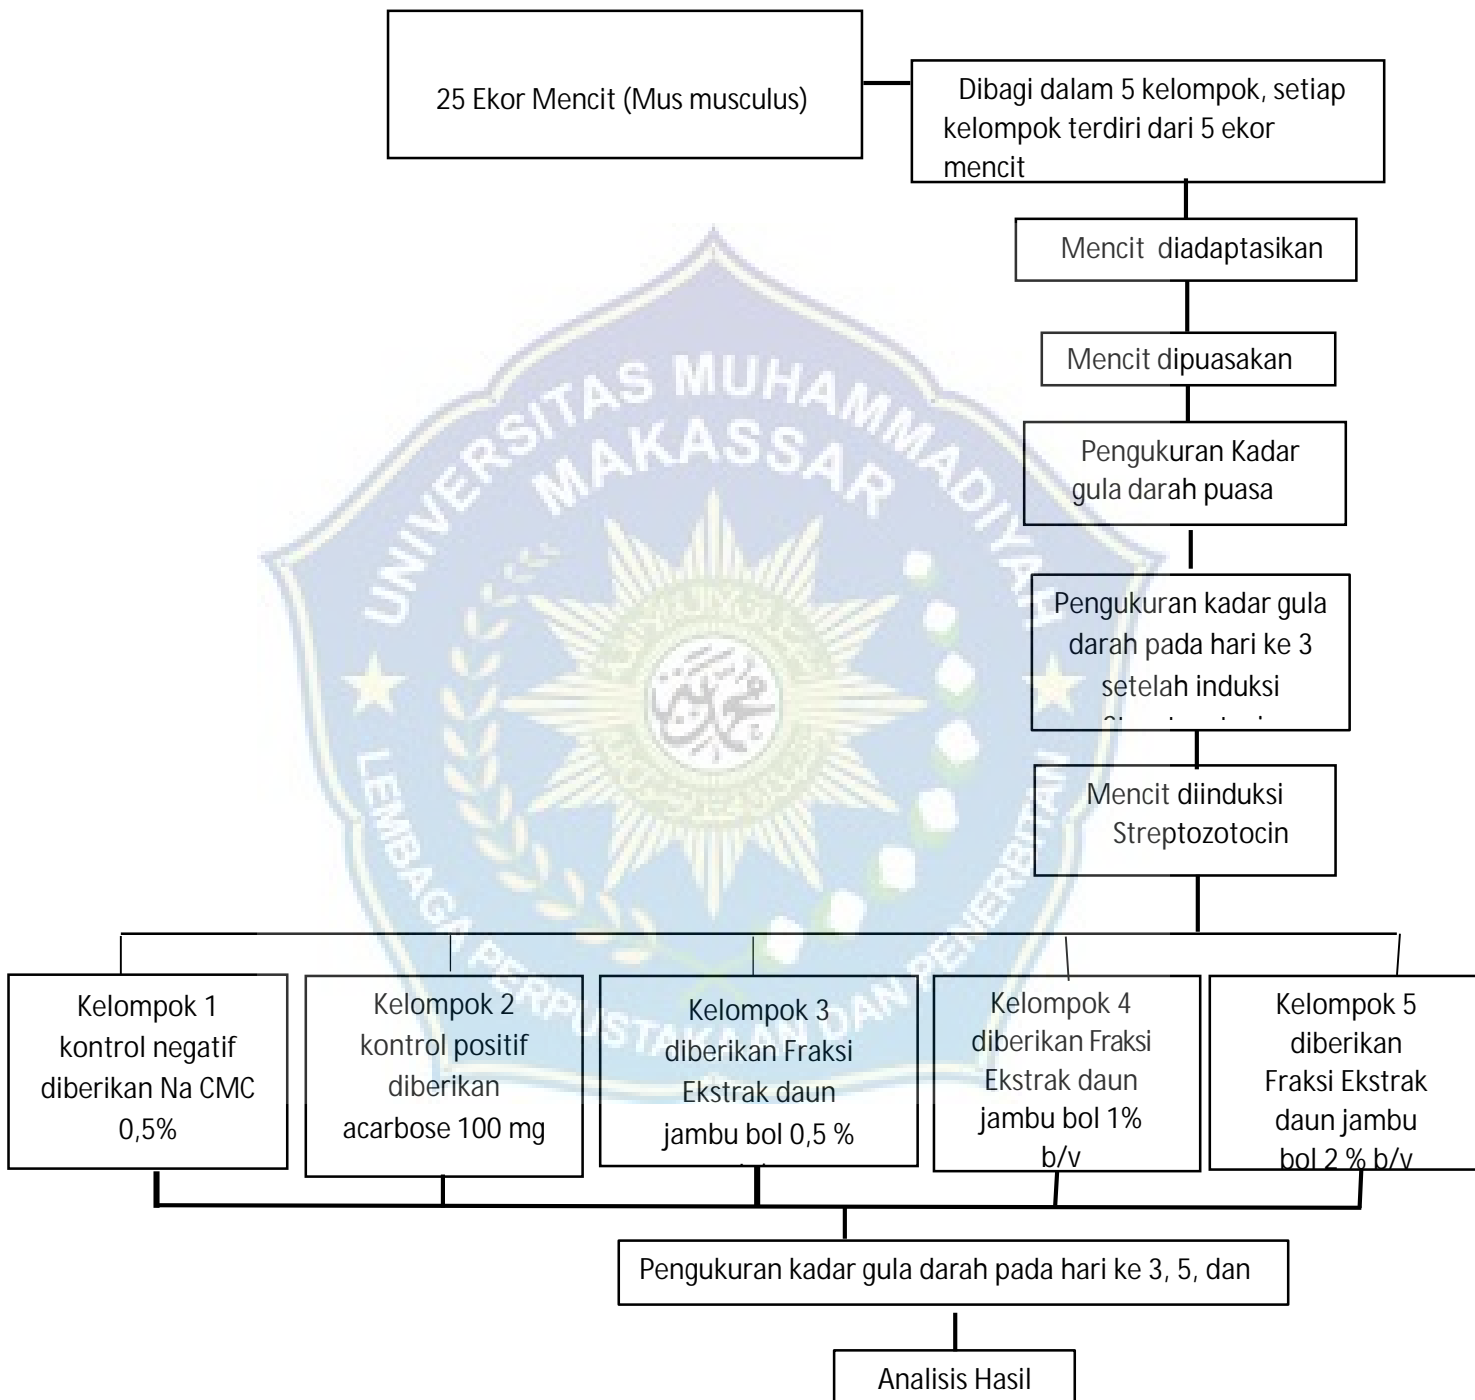 25 Ekor Mencit (Mus musculus)
Dibagi dalam 5 kelompok, setiap
kelompok terdiri dari 5 ekor
mencit
Mencit diadaptasikan
Mencit dipuasakan
Pengukuran Kadar
gula darah puasa
Pengukuran kadar gula
darah pada hari ke 3
setelah induksi
Mencit diinduksi
Streptozotocin
Kelompok 1
kontrol negatif
diberikan Na CMC
0,5%
Kelompok 2
kontrol positif
diberikan
acarbose 100 mg
Kelompok 3
diberikan Fraksi
Ekstrak daun
jambu bol 0,5 %
Kelompok 4
diberikan Fraksi
Ekstrak daun
jambu bol 1%
b/v
Kelompok 5
diberikan
Fraksi Ekstrak
daun jambu
bol 2 % b/v
Pengukuran kadar gula darah pada hari ke 3, 5, dan
Analisis Hasil
UNIVERSITAS MUHAMMADIYAH
MAKASSAR
LEMBAGA PERPUSTAKAAN DAN PENERBITAN